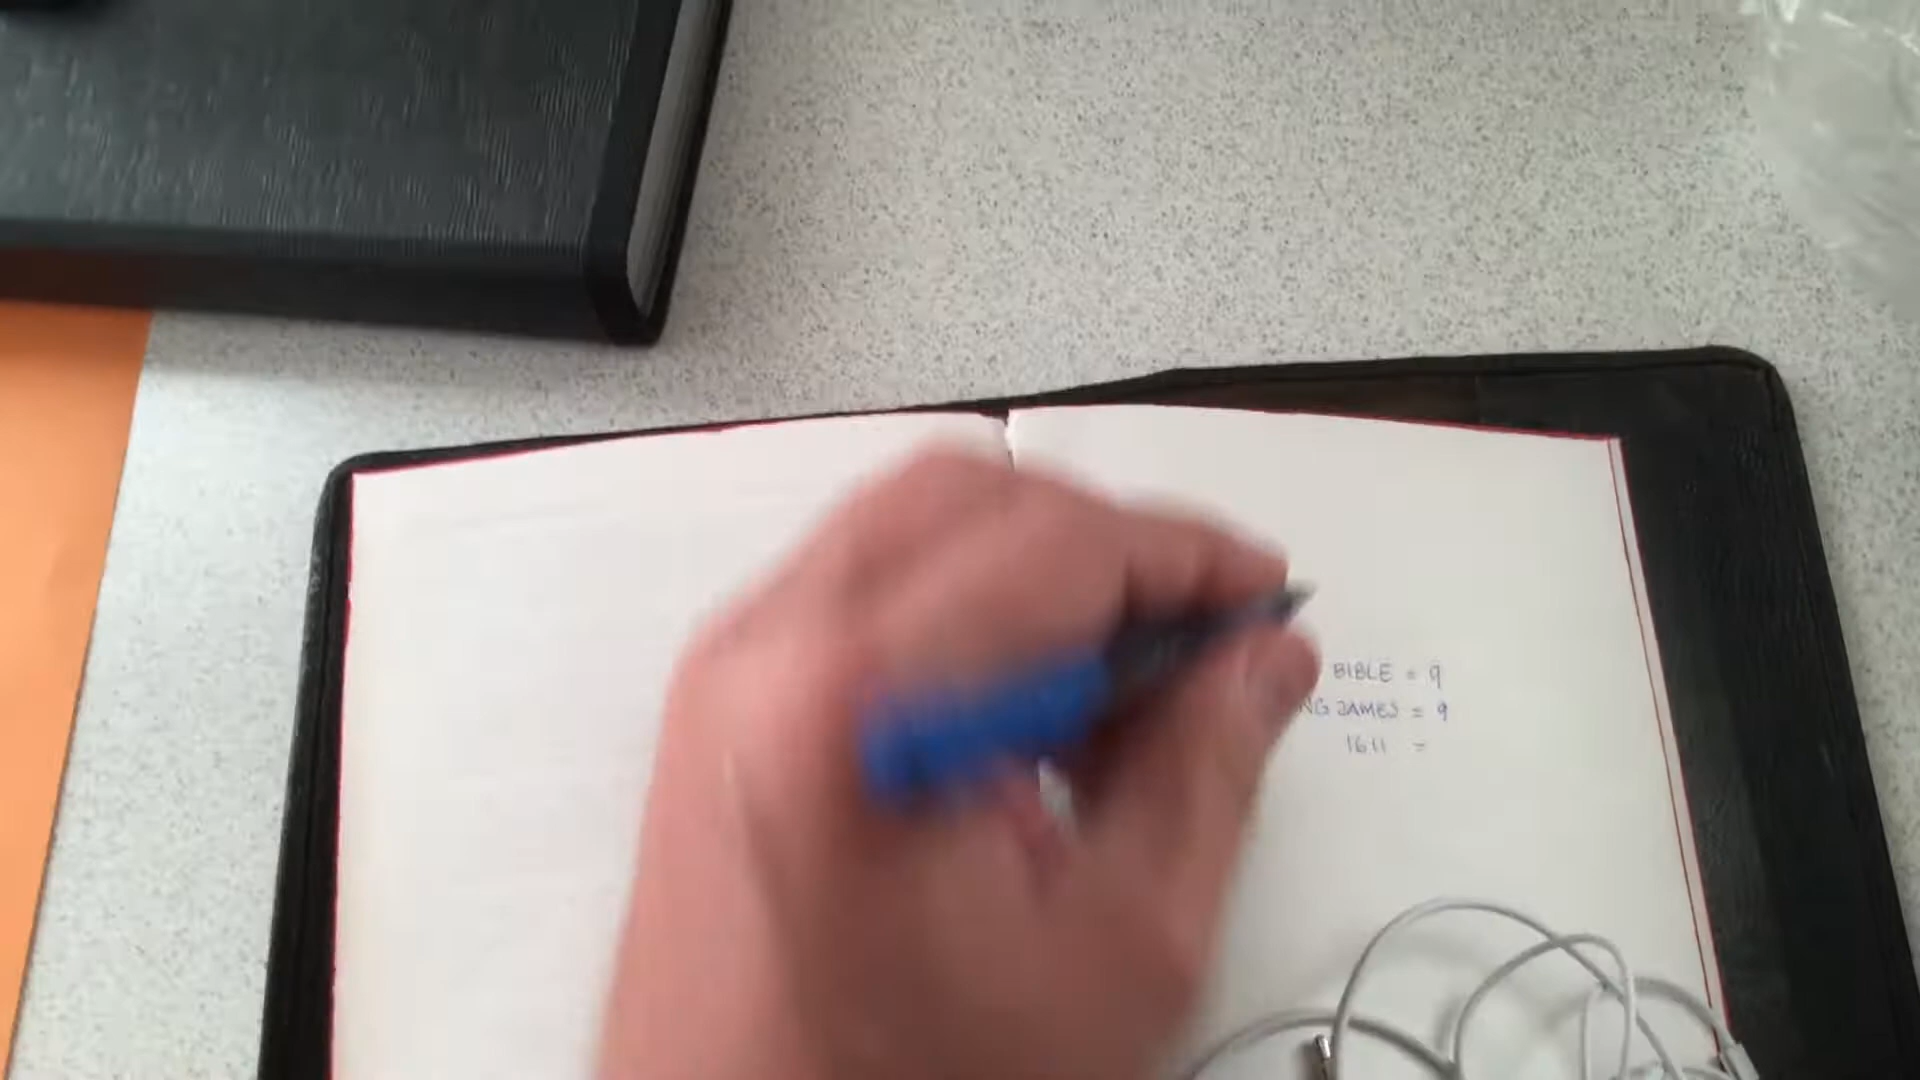 BIBLE = 9
NG JAMES = 9
1611 =